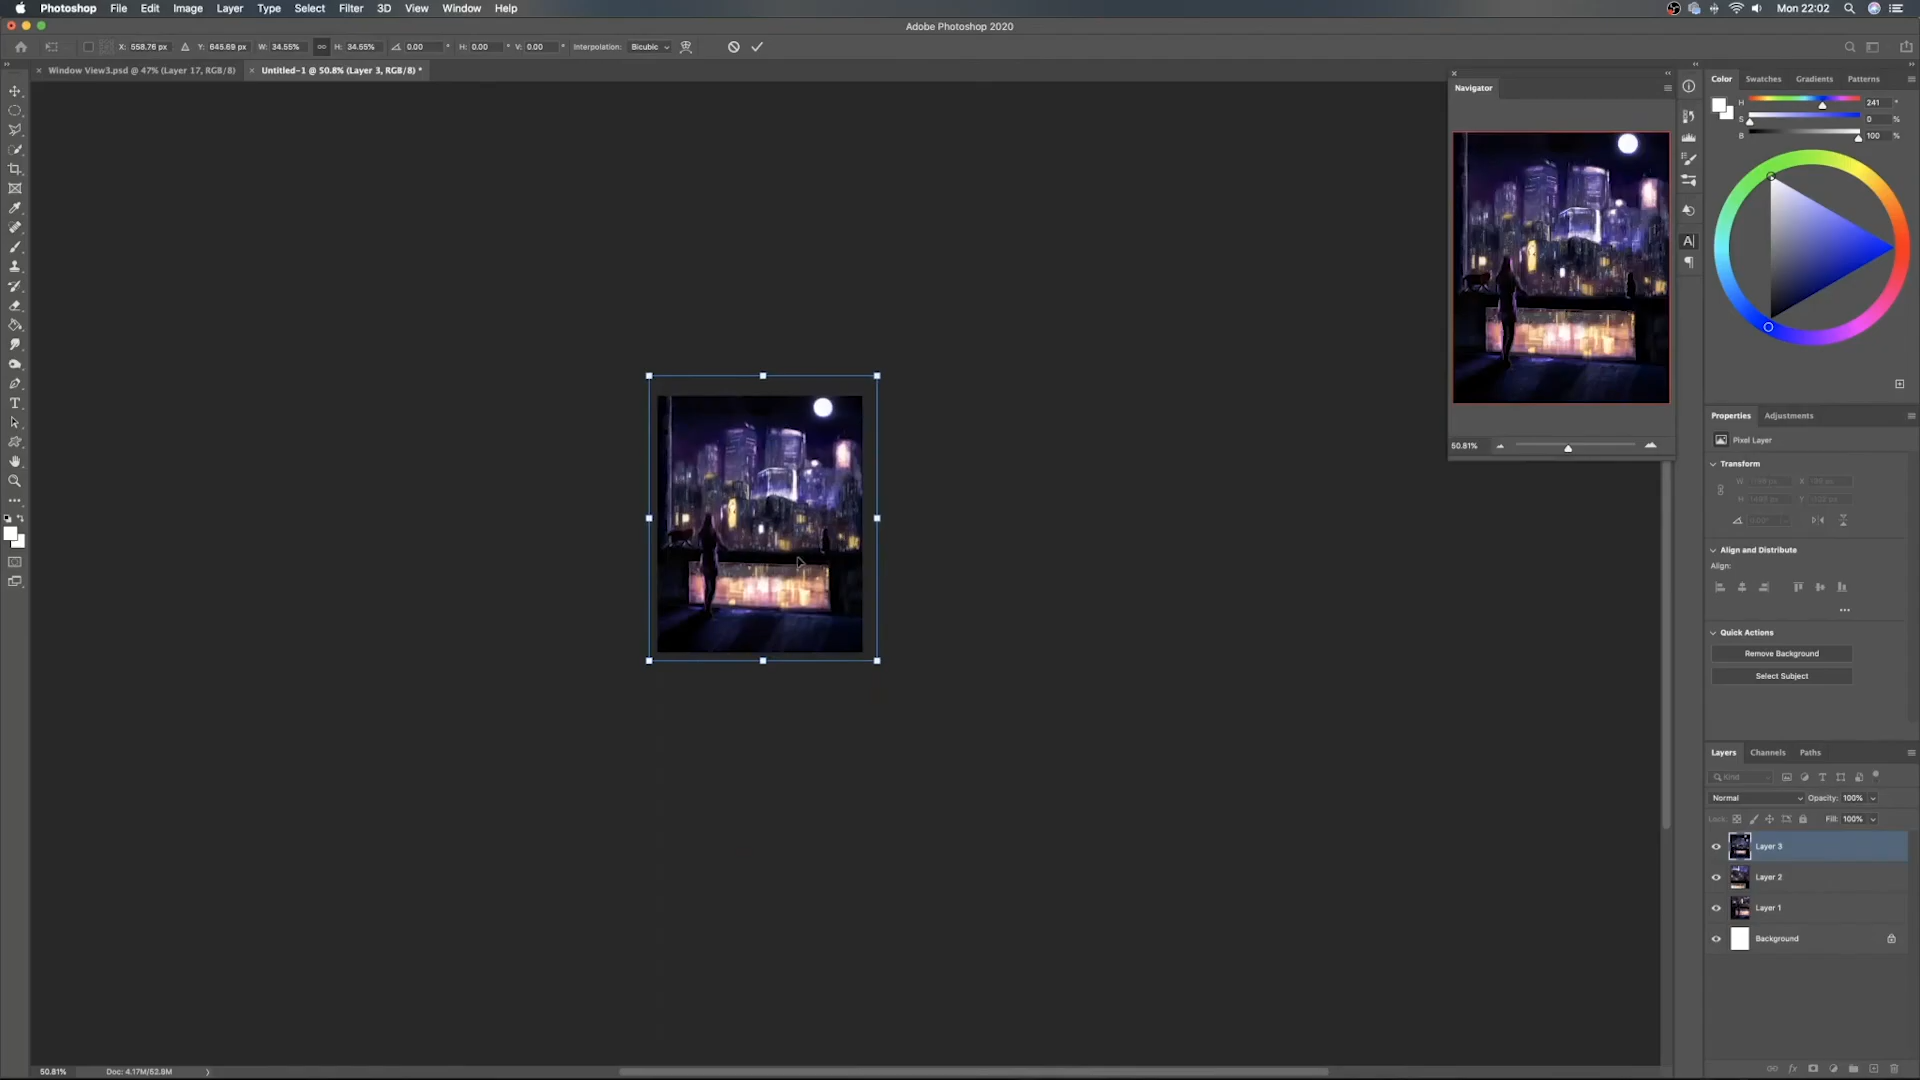 Photoshop File Edit Image Layer Type Select Filter 3D View Window Help Mon 22:02
Adobe Photoshop 2020
X: 558.76 px Y: 645.69 px W: 34.55% H: 34.55% 0.00 ° H: 0.00 ° V: 0.00 ° Interpolation: Bicubic
Window View3.psd @ 47% (Layer 17, RGB/8) Untitled-1 @ 50.8% (Layer 3, RGB/8) *
Navigator
50.81%
Color Swatches Gradients Patterns
H 241 °
S 0 %
B 100 %
Properties Adjustments
Pixel Layer
Transform
W: X:
H: Y:
Align and Distribute
Align:
Quick Actions
Remove Background
Select Subject
Layers Channels Paths
Kind
Normal Opacity: 100%
Lock: Fill: 100%
Layer 3
Layer 2
Layer 1
Background
50.81% Doc: 4.17M/52.8M